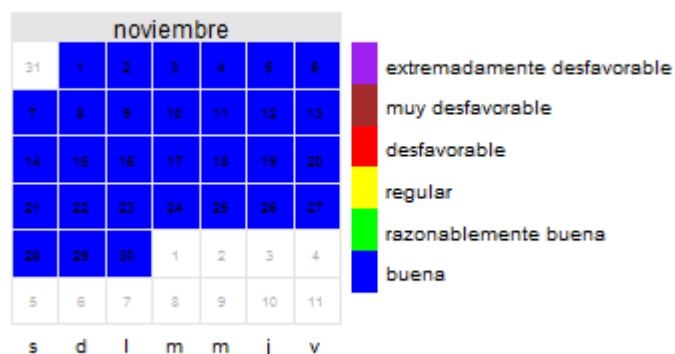 noviembre
31 1 2 3 4 5 6
7 8 9 10 11 12 13
14 15 16 17 18 19 20
21 22 23 24 25 26 27
28 29 30 1 2 3 4
5 6 7 8 9 10 11
s d l m m j v
extremadamente desfavorable
muy desfavorable
desfavorable
regular
razonablemente buena
buena